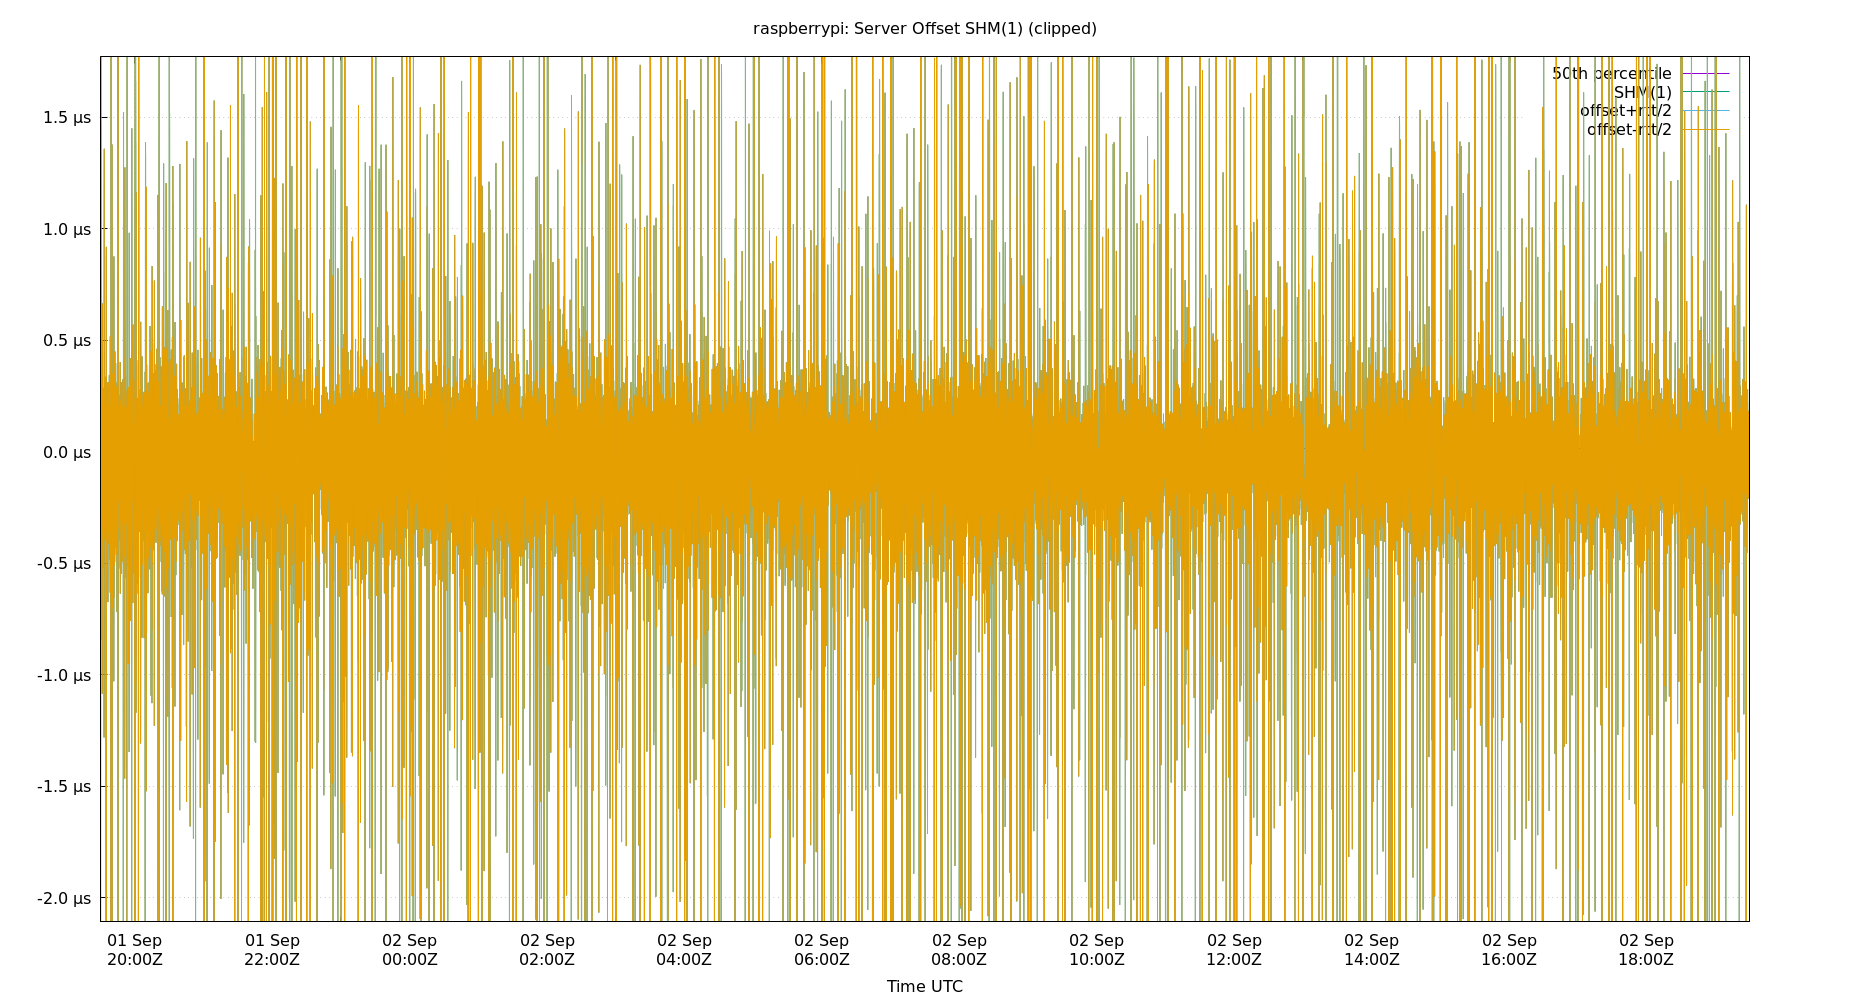 raspberrypi: Server Offset SHM(1) (clipped)
50th percentile
SHM(1)
offset+rtt/2
offset-rtt/2
1.5 µs
1.0 µs
0.5 µs
0.0 µs
-0.5 µs
-1.0 µs
-1.5 µs
-2.0 µs
01 Sep 01 Sep 02 Sep 02 Sep 02 Sep 02 Sep 02 Sep 02 Sep 02 Sep 02 Sep 02 Sep 02 Sep
20:00Z 22:00Z 00:00Z 02:00Z 04:00Z 06:00Z 08:00Z 10:00Z 12:00Z 14:00Z 16:00Z 18:00Z
Time UTC